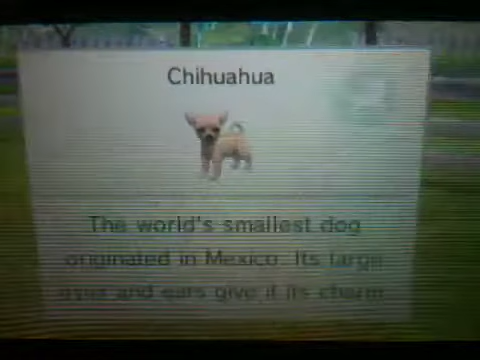 Chihuahua
The world's smallest dog
originated in Mexico. Its large
eyes and ears give it its charm